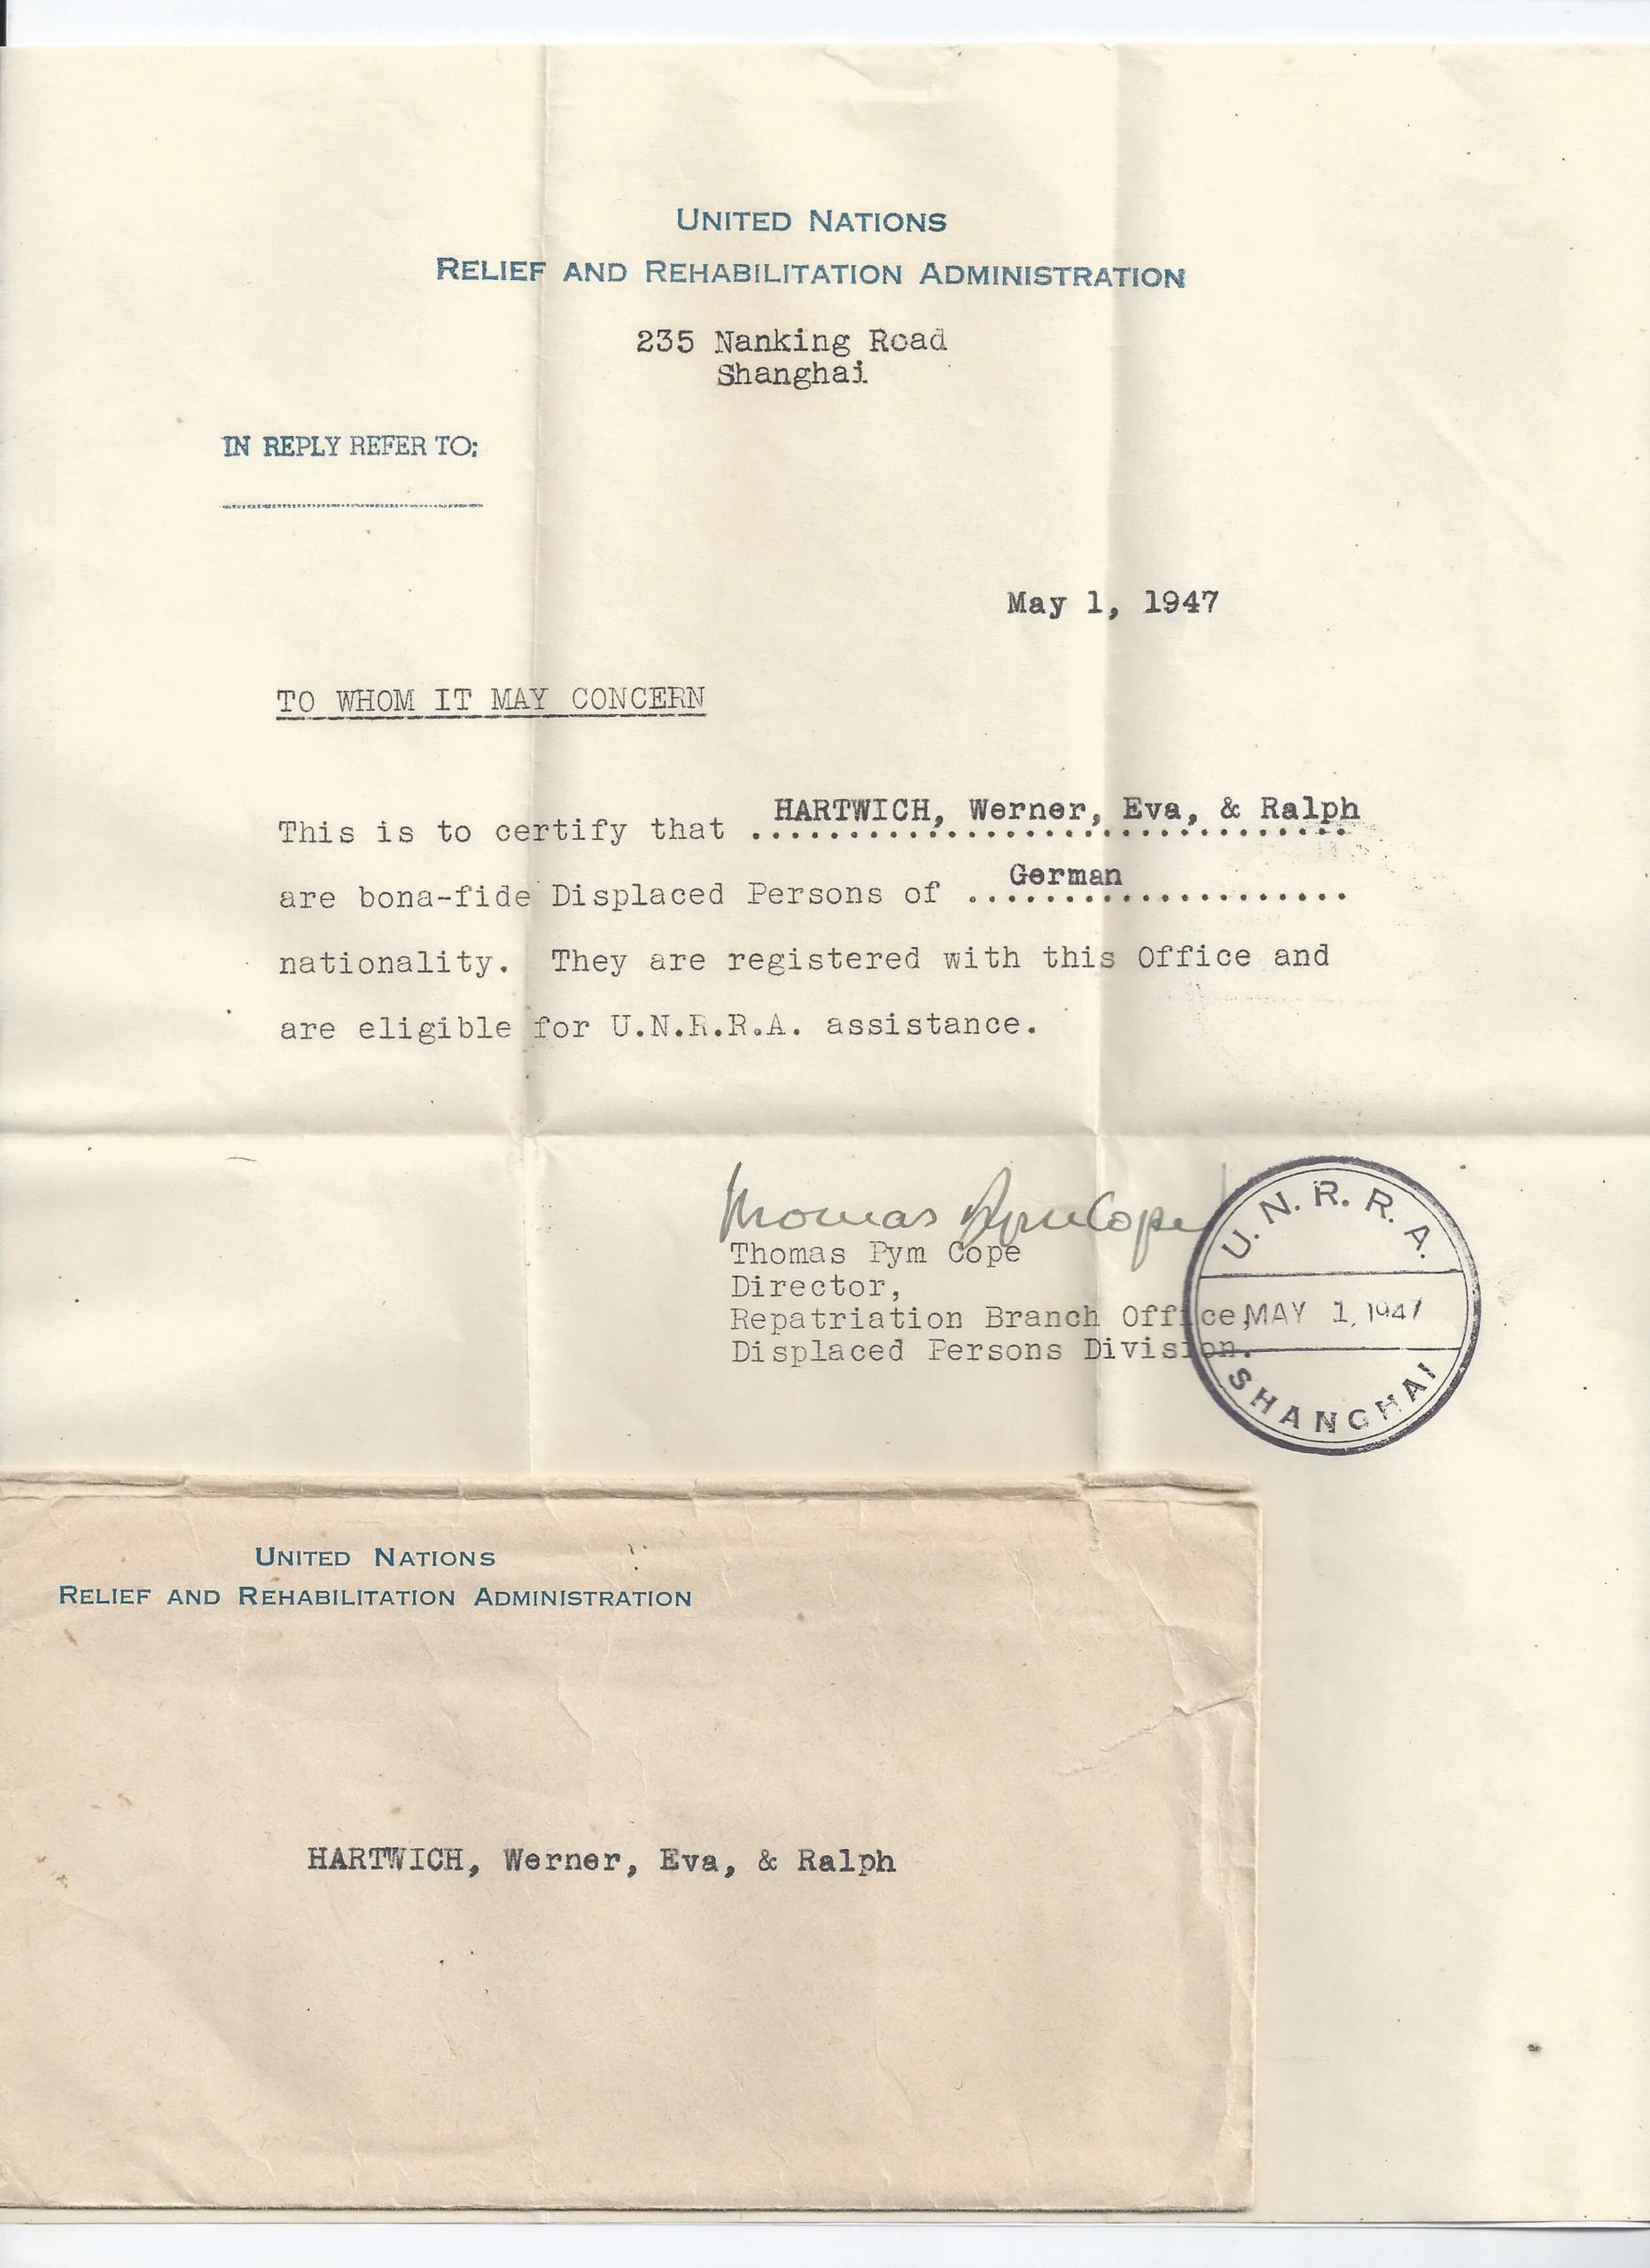 UNITED NATIONS
RELIEF AND REHABILITATION ADMINISTRATION
235 Nanking Road
Shanghai
IN REPLY REFER TO:
May 1, 1947
TO WHOM IT MAY CONCERN
This is to certify that HARTWICH, Werner, Eva, & Ralph
are bona-fide Displaced Persons of German
nationality. They are registered with this Office and
are eligible for U.N.R.R.A. assistance.
Thomas Pym Cope
Thomas Pym Cope
Director,
Repatriation Branch Office,
Displaced Persons Division.
U. N. R. R. A.
MAY 1, 1947
SHANGHAI
UNITED NATIONS
RELIEF AND REHABILITATION ADMINISTRATION
HARTWICH, Werner, Eva, & Ralph